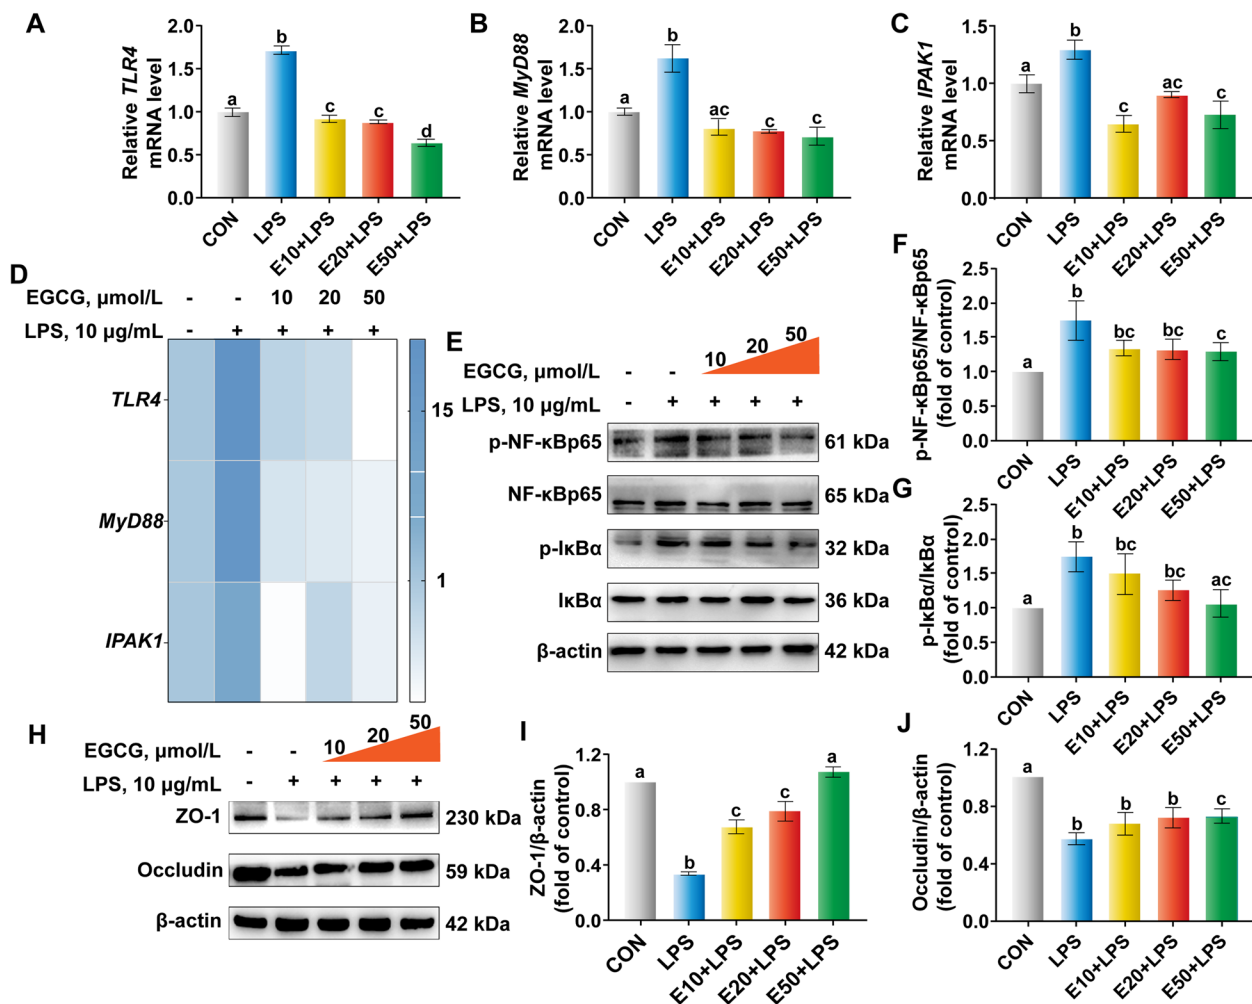 A
Relative TLR4
mRNA level
2.0
1.5
1.0
0.5
0.0
a
b
c
c
d
CON
LPS
E10+LPS
E20+LPS
E50+LPS
B
Relative MyD88
mRNA level
2.0
1.5
1.0
0.5
0.0
a
b
ac
c
c
CON
LPS
E10+LPS
E20+LPS
E50+LPS
C
Relative IPAK1
mRNA level
1.5
1.0
0.5
0.0
a
b
c
ac
c
CON
LPS
E10+LPS
E20+LPS
E50+LPS
D
EGCG, μmol/L - - 10 20 50
LPS, 10 μg/mL - + + + +
TLR4
MyD88
IPAK1
15
1
E
EGCG, μmol/L - - 10 20 50
LPS, 10 μg/mL - + + + +
p-NF-κBp65 61 kDa
NF-κBp65 65 kDa
p-IκBα 32 kDa
IκBα 36 kDa
β-actin 42 kDa
F
p-NF-κBp65/NF-κBp65
(fold of control)
2.5
2.0
1.5
1.0
0.5
0.0
a
b
bc
bc
c
CON
LPS
E10+LPS
E20+LPS
E50+LPS
G
p-IκBα/IκBα
(fold of control)
2.5
2.0
1.5
1.0
0.5
0.0
a
b
bc
bc
ac
CON
LPS
E10+LPS
E20+LPS
E50+LPS
H
EGCG, μmol/L - - 10 20 50
LPS, 10 μg/mL - + + + +
ZO-1 230 kDa
Occludin 59 kDa
β-actin 42 kDa
I
ZO-1/β-actin
(fold of control)
1.2
0.8
0.4
0.0
a
b
c
c
a
CON
LPS
E10+LPS
E20+LPS
E50+LPS
J
Occludin/β-actin
(fold of control)
1.2
0.8
0.4
0.0
a
b
b
b
c
CON
LPS
E10+LPS
E20+LPS
E50+LPS